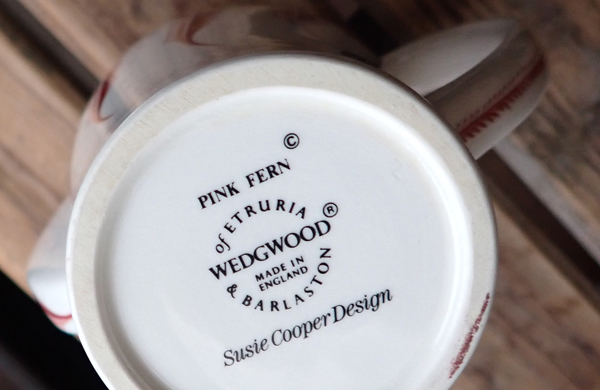 ©
PINK FERN
of ETRURIA
WEDGWOOD®
MADE IN
ENGLAND
& BARLASTON
Susie Cooper Design